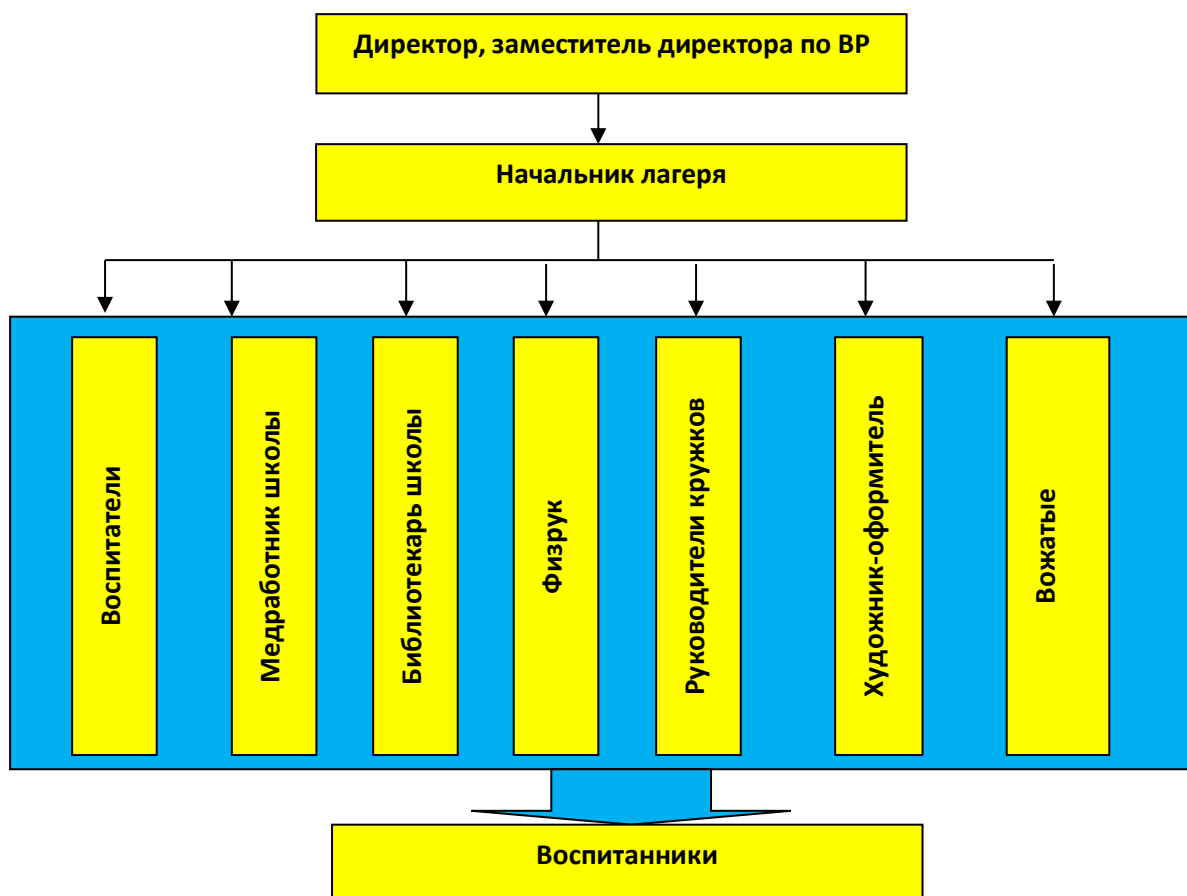 Директор, заместитель директора по ВР
Начальник лагеря
Воспитатели
Медработник школы
Библиотекарь школы
Физрук
Руководители кружков
Художник-оформитель
Вожатые
Воспитанники